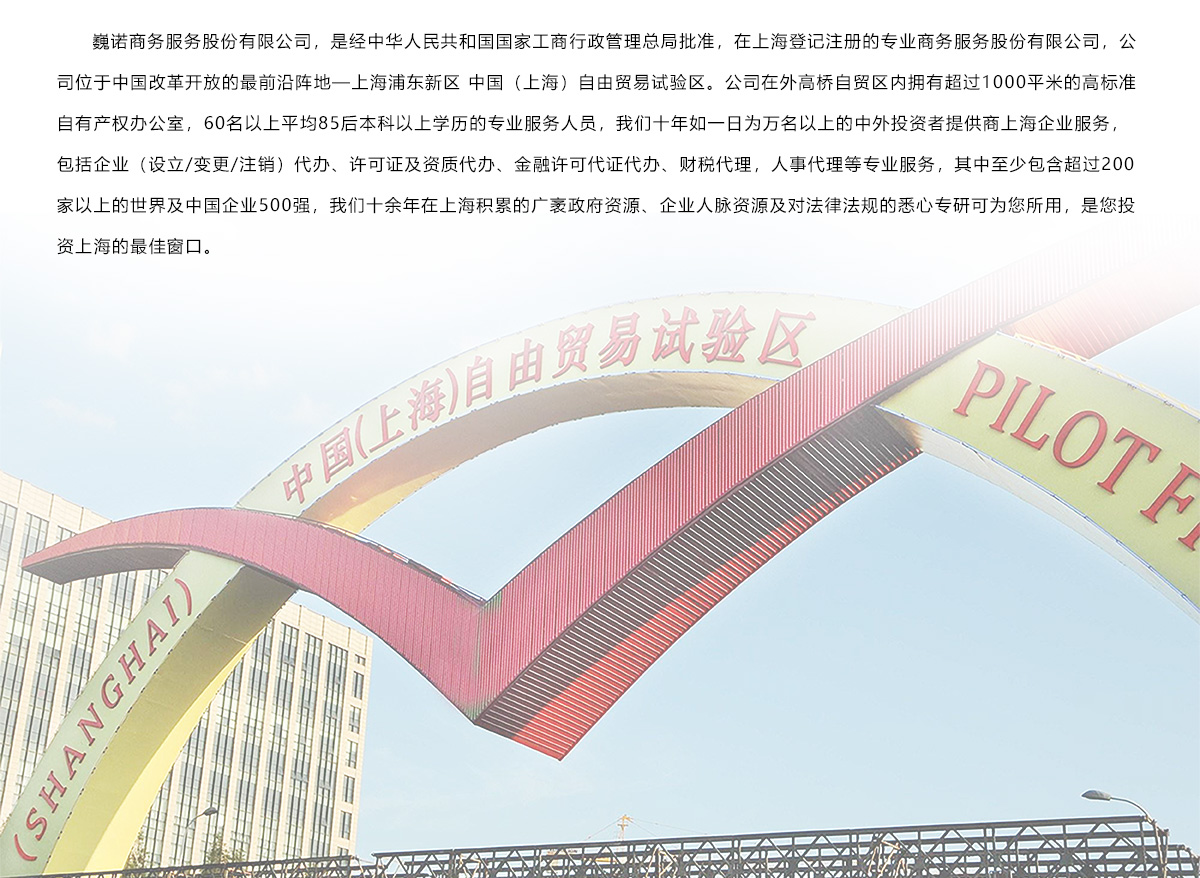 巍诺商务服务股份有限公司，是经中华人民共和国国家工商行政管理总局批准，在上海登记注册的专业商务服务股份有限公司，公
司位于中国改革开放的最前沿阵地—上海浦东新区 中国（上海）自由贸易试验区。公司在外高桥自贸区内拥有超过1000平米的高标准
自有产权办公室，60名以上平均85后本科以上学历的专业服务人员，我们十年如一日为万名以上的中外投资者提供商上海企业服务，
包括企业（设立/变更/注销）代办、许可证及资质代办、金融许可代证代办、财税代理，人事代理等专业服务，其中至少包含超过200
家以上的世界及中国企业500强，我们十余年在上海积累的广袤政府资源、企业人脉资源及对法律法规的悉心专研可为您所用，是您投
资上海的最佳窗口。
中国(上海)自由贸易试验区
PILOT F
(SHANGHAI)